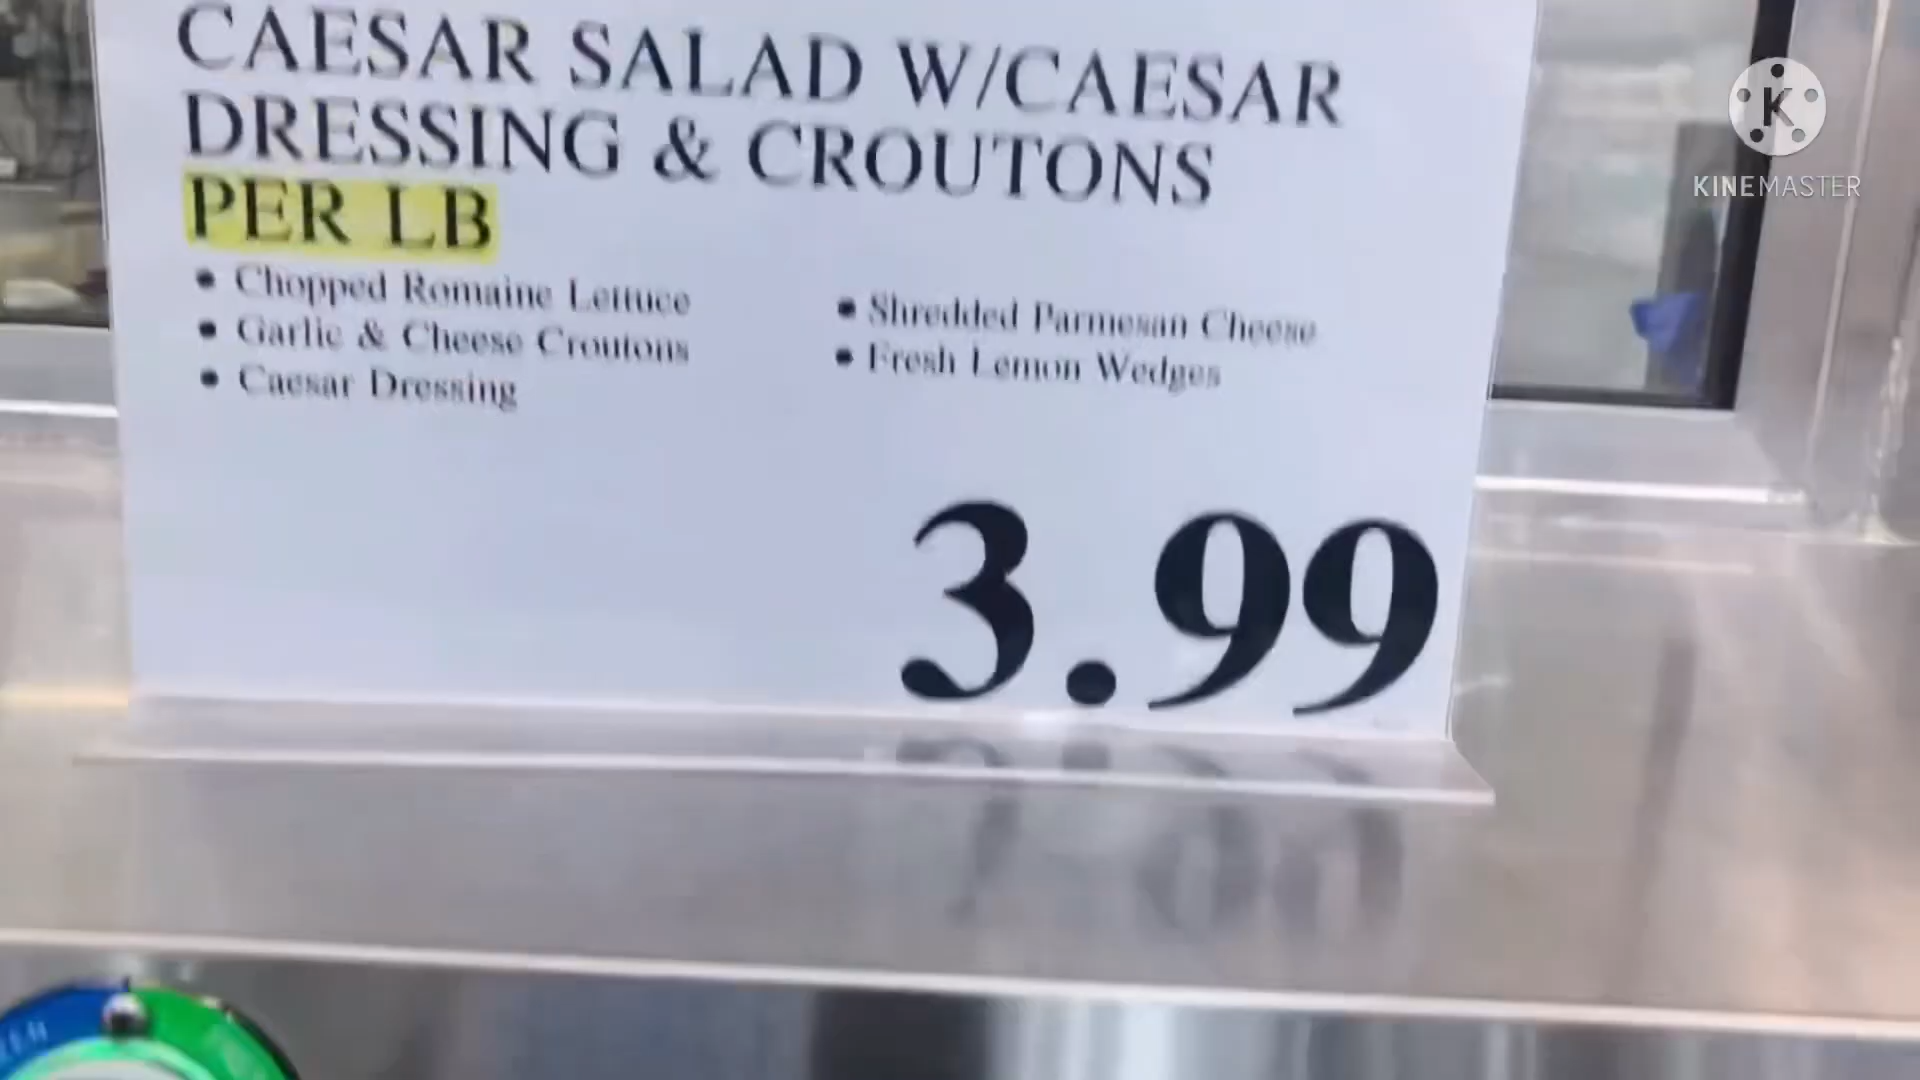 CAESAR SALAD W/CAESAR
DRESSING & CROUTONS
PER LB
• Chopped Romaine Lettuce
• Garlic & Cheese Croutons
• Caesar Dressing
• Shredded Parmesan Cheese
• Fresh Lemon Wedges
3.99
K
KINEMASTER